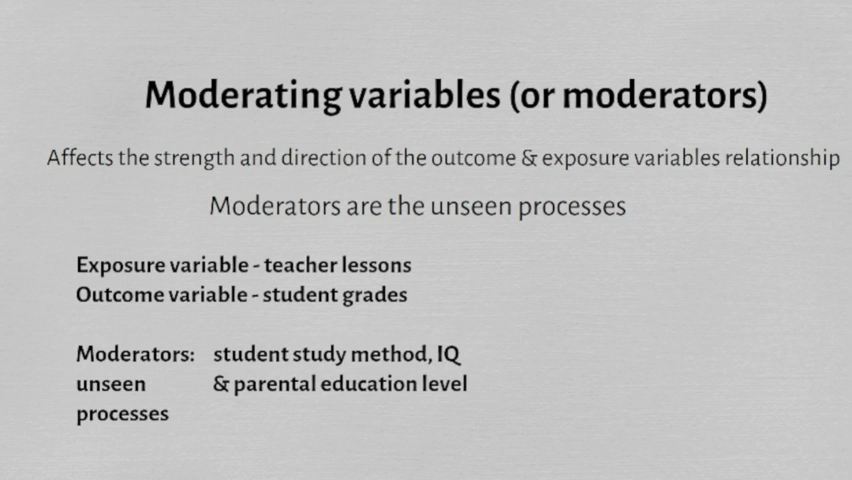 Moderating variables (or moderators)
Affects the strength and direction of the outcome & exposure variables relationship
Moderators are the unseen processes
Exposure variable - teacher lessons
Outcome variable - student grades
Moderators: student study method, IQ
unseen & parental education level
processes